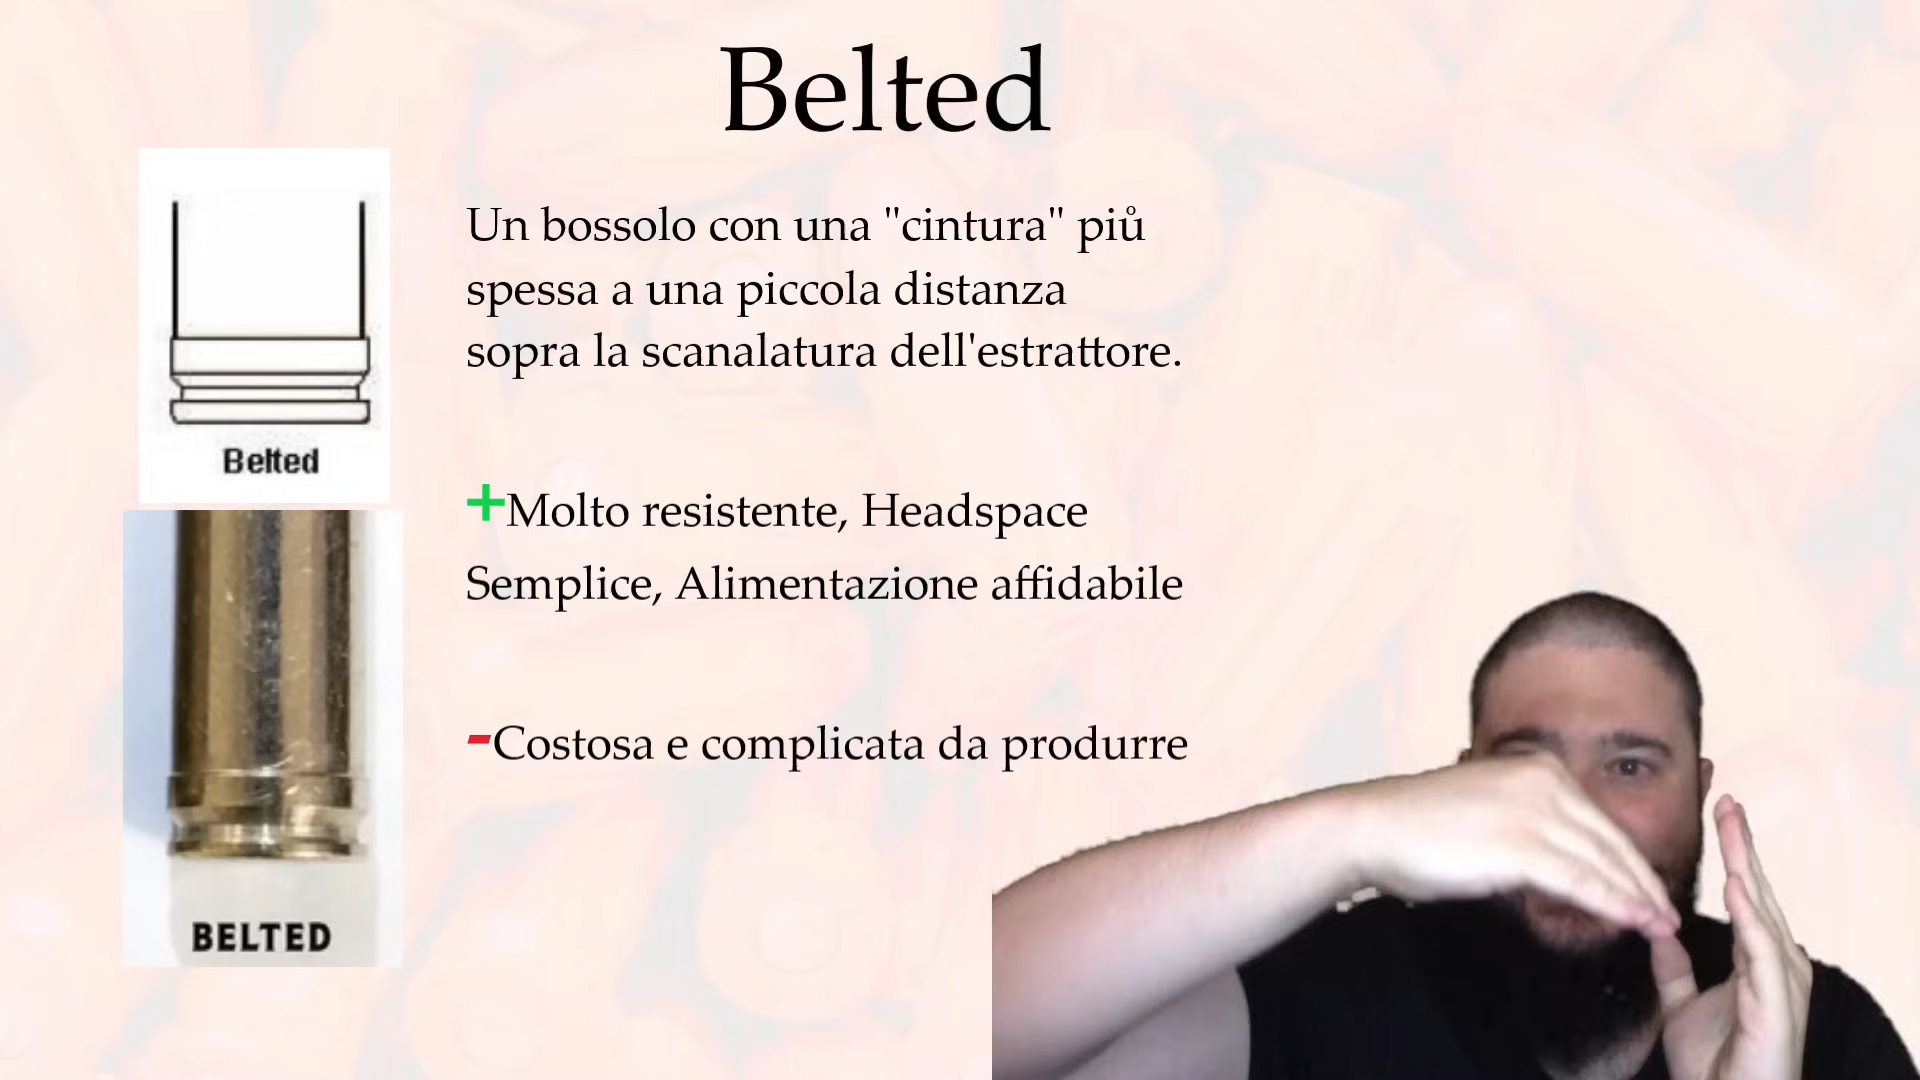 Belted
Un bossolo con una "cintura" piů
spessa a una piccola distanza
sopra la scanalatura dell'estrattore.
Belted
+Molto resistente, Headspace
Semplice, Alimentazione affidabile
-Costosa e complicata da produrre
BELTED